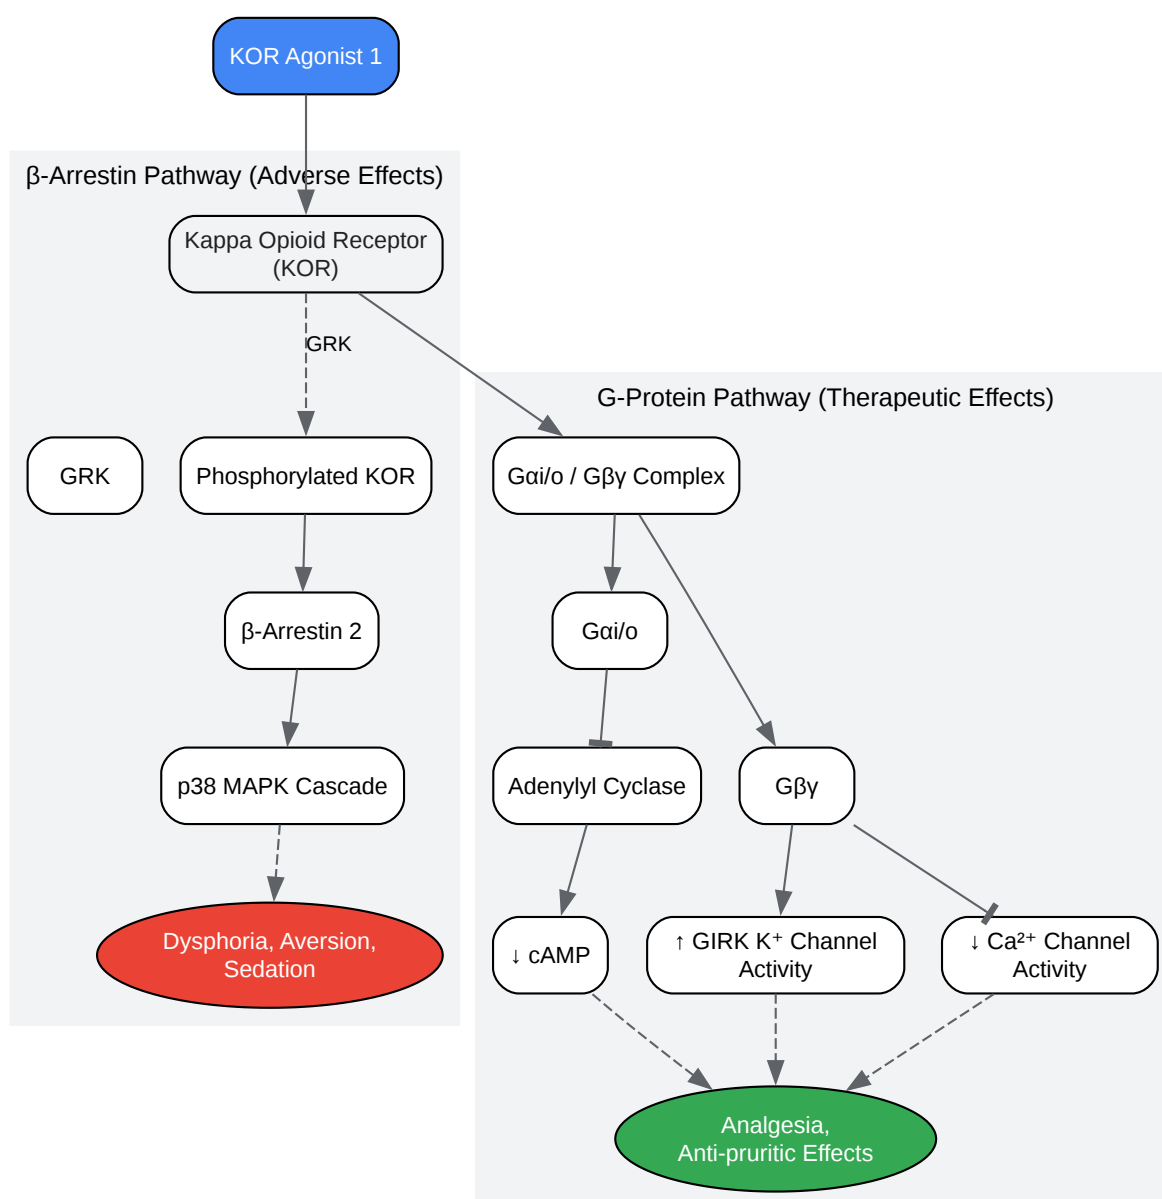 KOR Agonist 1
β-Arrestin Pathway (Adverse Effects)
Kappa Opioid Receptor
(KOR)
GRK
G-Protein Pathway (Therapeutic Effects)
GRK
Phosphorylated KOR
Gαi/o / Gβγ Complex
β-Arrestin 2
Gαi/o
p38 MAPK Cascade
Adenylyl Cyclase
Gβγ
Dysphoria, Aversion,
Sedation
↓ cAMP
↑ GIRK K⁺ Channel
Activity
↓ Ca²⁺ Channel
Activity
Analgesia,
Anti-pruritic Effects